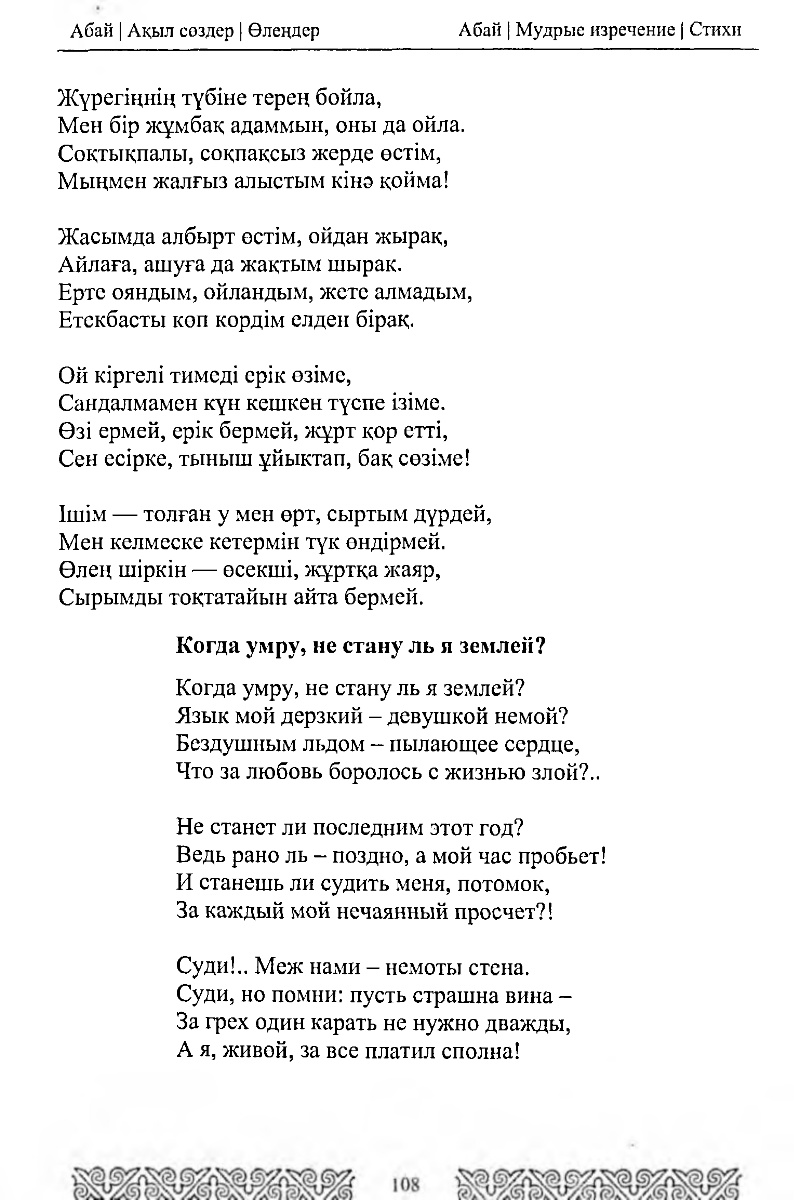 Абай | Ақыл сөздер | Өлеңдер Абай | Мудрые изречение | Стихи
Жүрегіңнің түбіне терең бойла,
Мен бір жұмбақ адаммын, оны да ойла.
Соқтықпалы, соқпақсыз жерде өстім,
Мыңмен жалғыз алыстым кінә қойма!
Жасымда албырт өстім, ойдан жырақ,
Айлаға, ашуға да жақтым шырак.
Ерте ояндым, ойландым, жете алмадым,
Етекбасты көп көрдім елден бірақ.
Ой кіргелі тимеді ерік өзіме,
Сандалмамен күн кешкен түспе ізіме.
Өзі ермей, ерік бермей, жұрт қор етті,
Сен есірке, тыныш ұйықтап, бақ сөзіме!
Ішім — толған у мен өрт, сыртым дүрдей,
Мен келмеске кетермін түк өндірмей.
Өлең шіркін — өсекші, жұртқа жаяр,
Сырымды тоқтатайын айта бермей.
Когда умру, не стану ль я землей?
Когда умру, не стану ль я землей?
Язык мой дерзкий – девушкой немой?
Бездушным льдом – пылающее сердце,
Что за любовь боролось с жизнью злой?..
Не станет ли последним этот год?
Ведь рано ль – поздно, а мой час пробьет!
И станешь ли судить меня, потомок,
За каждый мой нечаянный просчет?!
Суди!.. Меж нами – немоты стена.
Суди, но помни: пусть страшна вина –
За грех один карать не нужно дважды,
А я, живой, за все платил сполна!
108